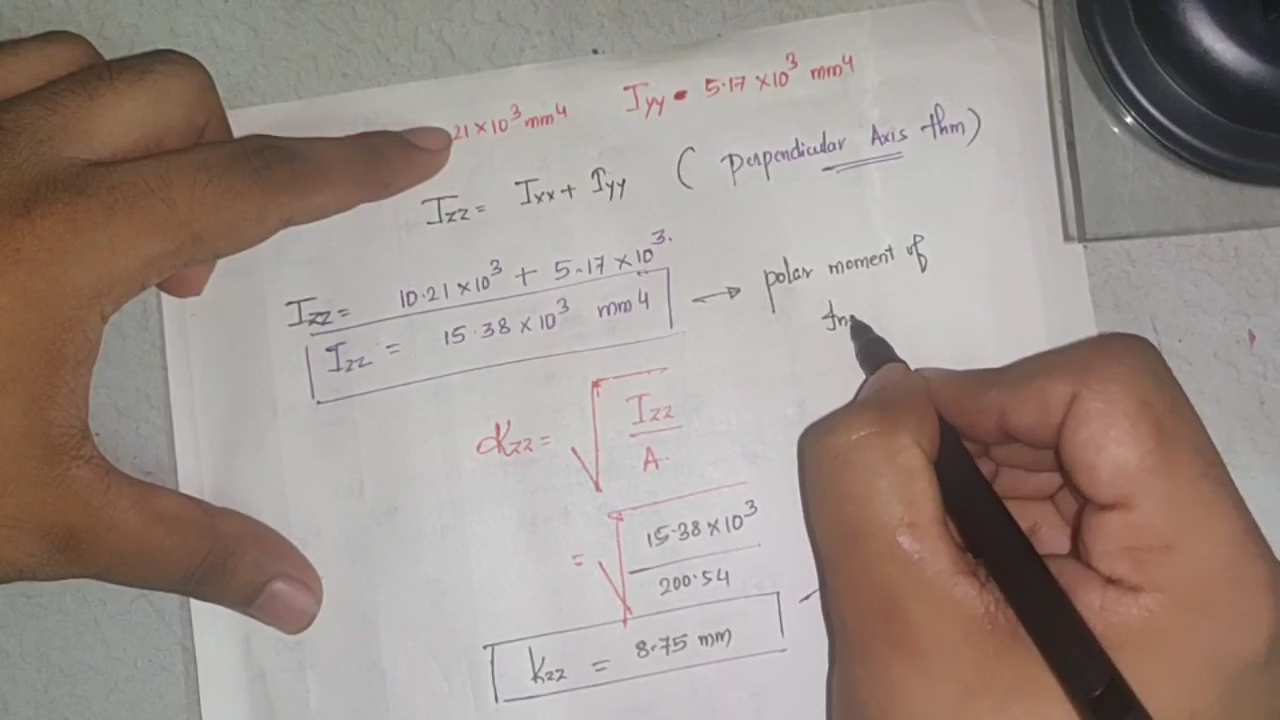 21×10³mm⁴ Iyy = 5.17×10³ mm⁴
Izz = Ixx + Iyy ( Perpendicular Axis thm)
Izz = 10.21×10³ + 5.17×10³.
Izz = 15.38×10³ mm⁴ → polar moment of
Ine
Kzz = √ Izz / A.
= √ 15.38×10³ / 200.54
kzz = 8.75 mm